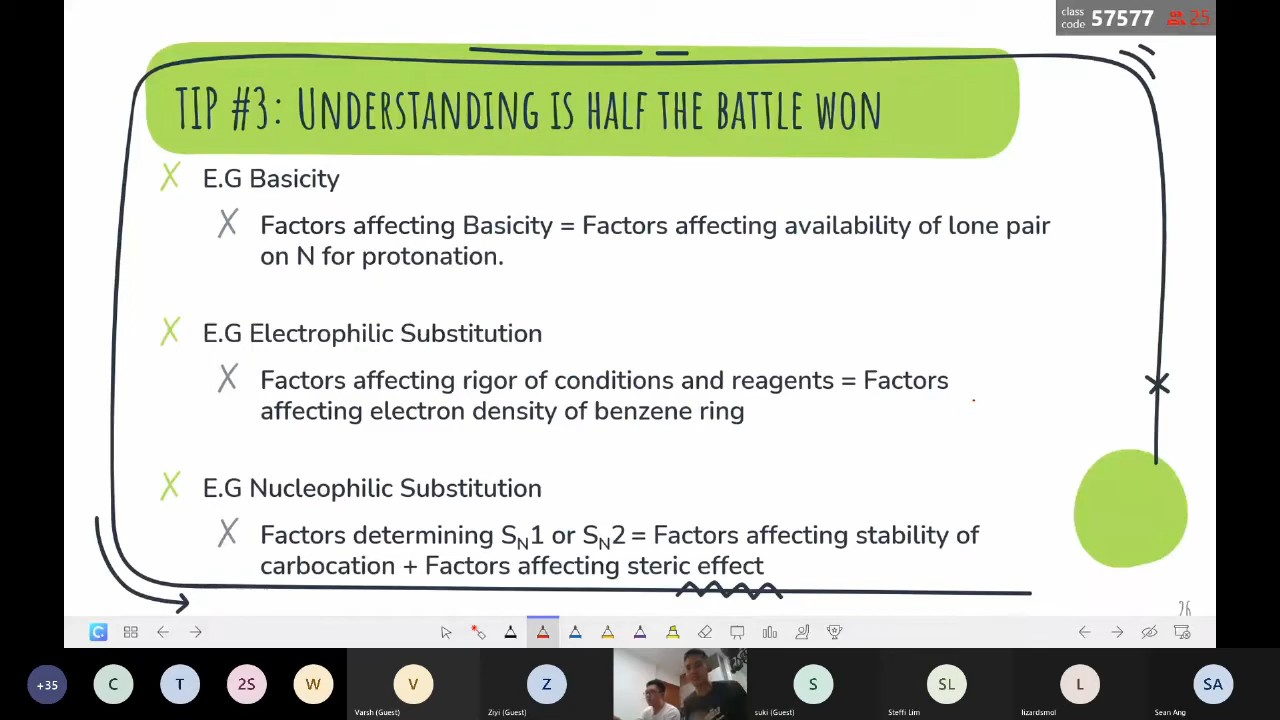 class
code 57577 25
TIP #3: UNDERSTANDING IS HALF THE BATTLE WON
E.G Basicity
Factors affecting Basicity = Factors affecting availability of lone pair
on N for protonation.
E.G Electrophilic Substitution
Factors affecting rigor of conditions and reagents = Factors
affecting electron density of benzene ring
E.G Nucleophilic Substitution
Factors determining SN1 or SN2 = Factors affecting stability of
carbocation + Factors affecting steric effect
26
C
+35 C T 2S W V Z S SL L SA
Varsh (Guest) Ziyi (Guest) suki (Guest) Steffi Lim lizardsmol Sean Ang